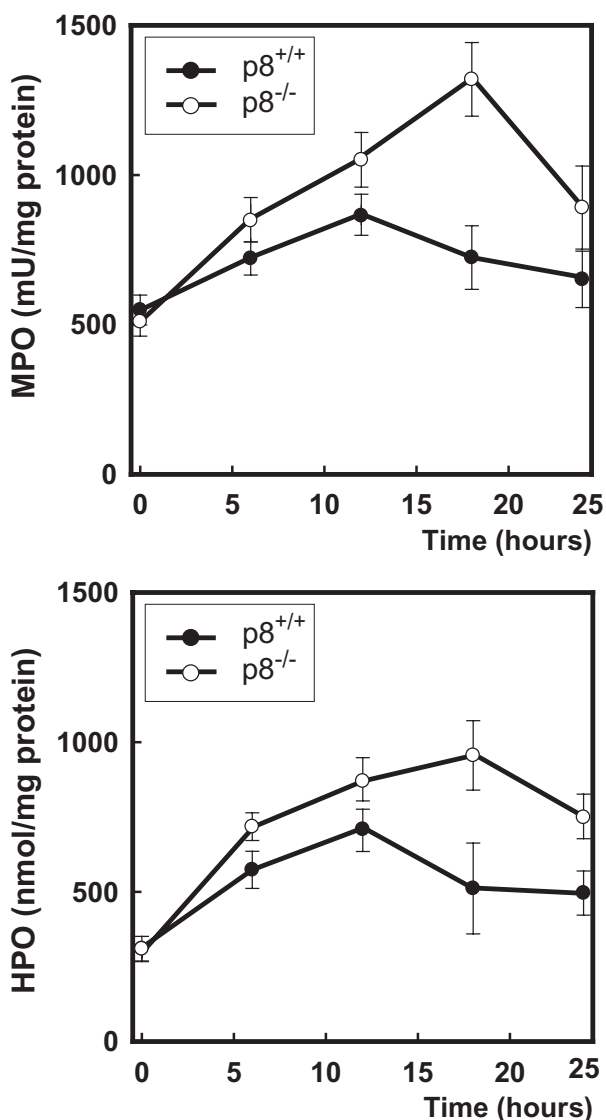 MPO (mU/mg protein)
1500
1000
500
0
p8+/+
p8-/-
0 5 10 15 20 25
Time (hours)
HPO (nmol/mg protein)
1500
1000
500
0
p8+/+
p8-/-
0 5 10 15 20 25
Time (hours)